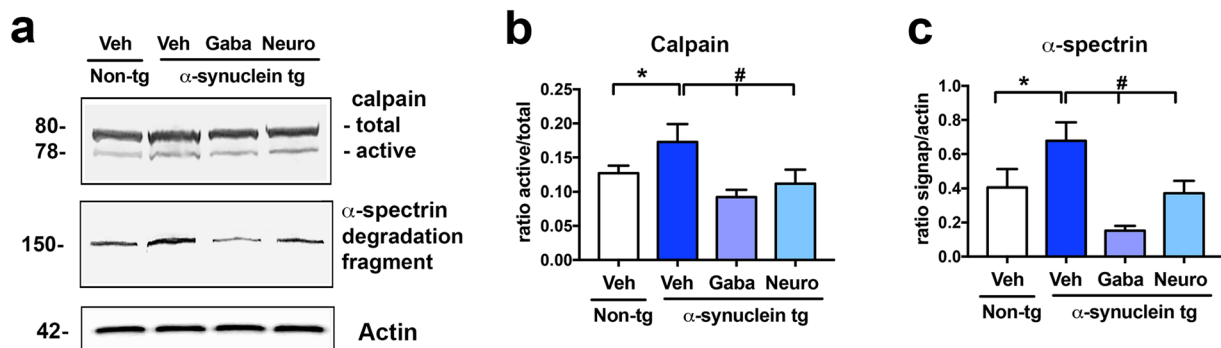 a
Veh Veh Gaba Neuro
Non-tg α-synuclein tg
calpain
80- - total
78- - active
α-spectrin
150- degradation
fragment
42- Actin
b
Calpain
* #
ratio active/total
0.25
0.20
0.15
0.10
0.05
0.00
Veh Veh Gaba Neuro
Non-tg α-synuclein tg
c
α-spectrin
* #
ratio signap/actin
1.0
0.8
0.6
0.4
0.2
0.0
Veh Veh Gaba Neuro
Non-tg α-synuclein tg